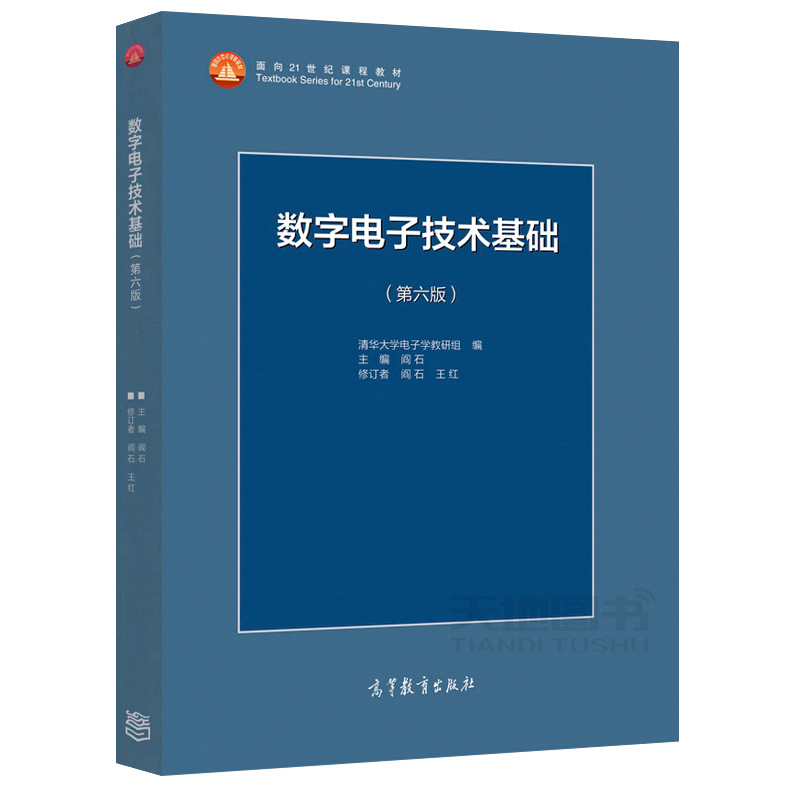 面向21世纪课程教材
Textbook Series for 21st Century
数字电子技术基础
（第六版）
清华大学电子学教研组 编
主 编 阎 石
修订者 阎 石 王 红
高等教育出版社
数字电子技术基础（第六版）
主 编 阎 石
修订者 阎 石 王 红
天地图书
TIANDI TUSHU